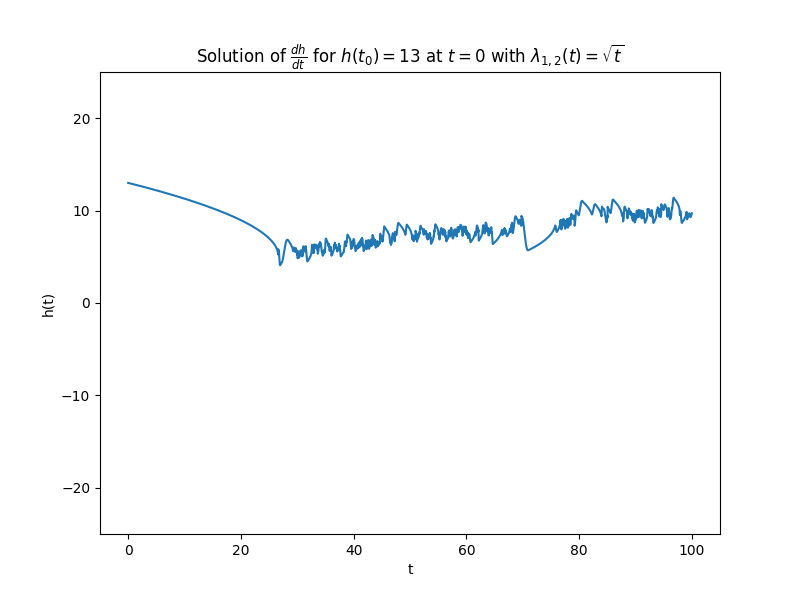 Solution of $\frac{dh}{dt}$ for $h(t_0) = 13$ at $t = 0$ with $\lambda_{1,2}(t) = \sqrt{t}$
20
10
0
−10
−20
h(t)
0 20 40 60 80 100
t